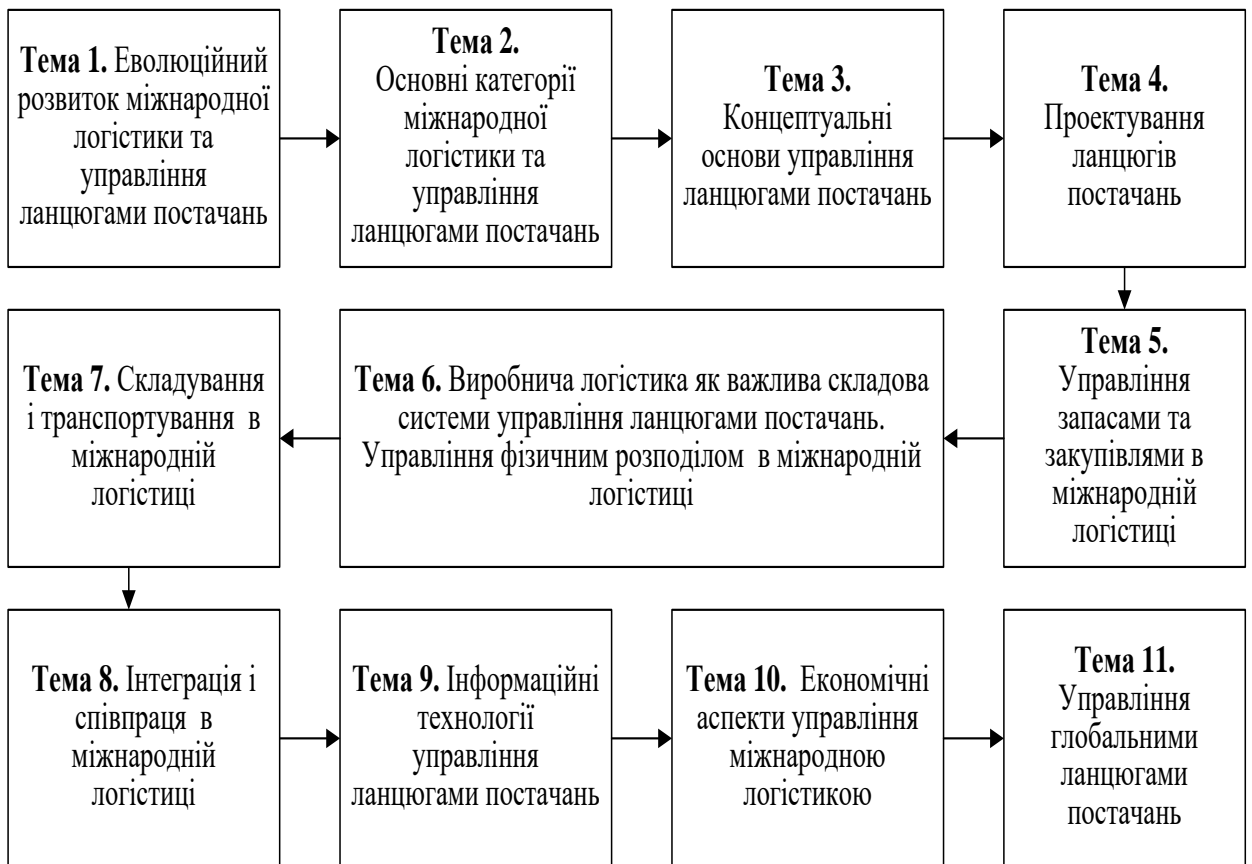 Тема 1. Еволюційний
розвиток міжнародної
логістики та
управління
ланцюгами постачань
Тема 2.
Основні категорії
міжнародної
логістики та
управління
ланцюгами постачань
Тема 3.
Концептуальні
основи управління
ланцюгами постачань
Тема 4.
Проектування
ланцюгів
постачань
Тема 5.
Управління
запасами та
закупівлями в
міжнародній
логістиці
Тема 6. Виробнича логістика як важлива складова
системи управління ланцюгами постачань.
Управління фізичним розподілом в міжнародній
логістиці
Тема 7. Складування
і транспортування в
міжнародній
логістиці
Тема 8. Інтеграція і
співпраця в
міжнародній
логістиці
Тема 9. Інформаційні
технології
управління
ланцюгами постачань
Тема 10. Економічні
аспекти управління
міжнародною
логістикою
Тема 11.
Управління
глобальними
ланцюгами
постачань